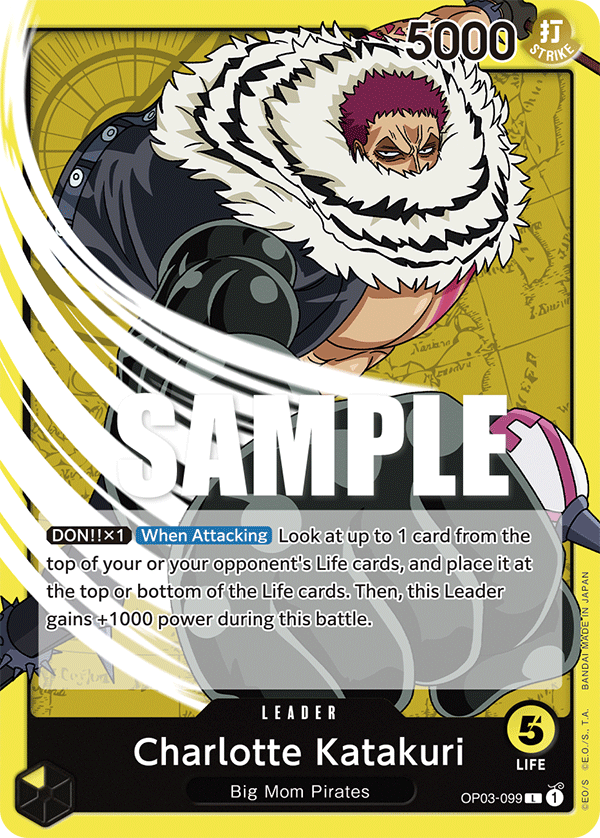 5000
打
STRIKE
SAMPLE
DON!!×1 When Attacking Look at up to 1 card from the
top of your or your opponent's Life cards, and place it at
the top or bottom of the Life cards. Then, this Leader
gains +1000 power during this battle.
LEADER
Charlotte Katakuri
Big Mom Pirates
5
LIFE
OP03-099 L 1
©EO/S ©E.O./S., T.A. BANDAI MADE IN JAPAN